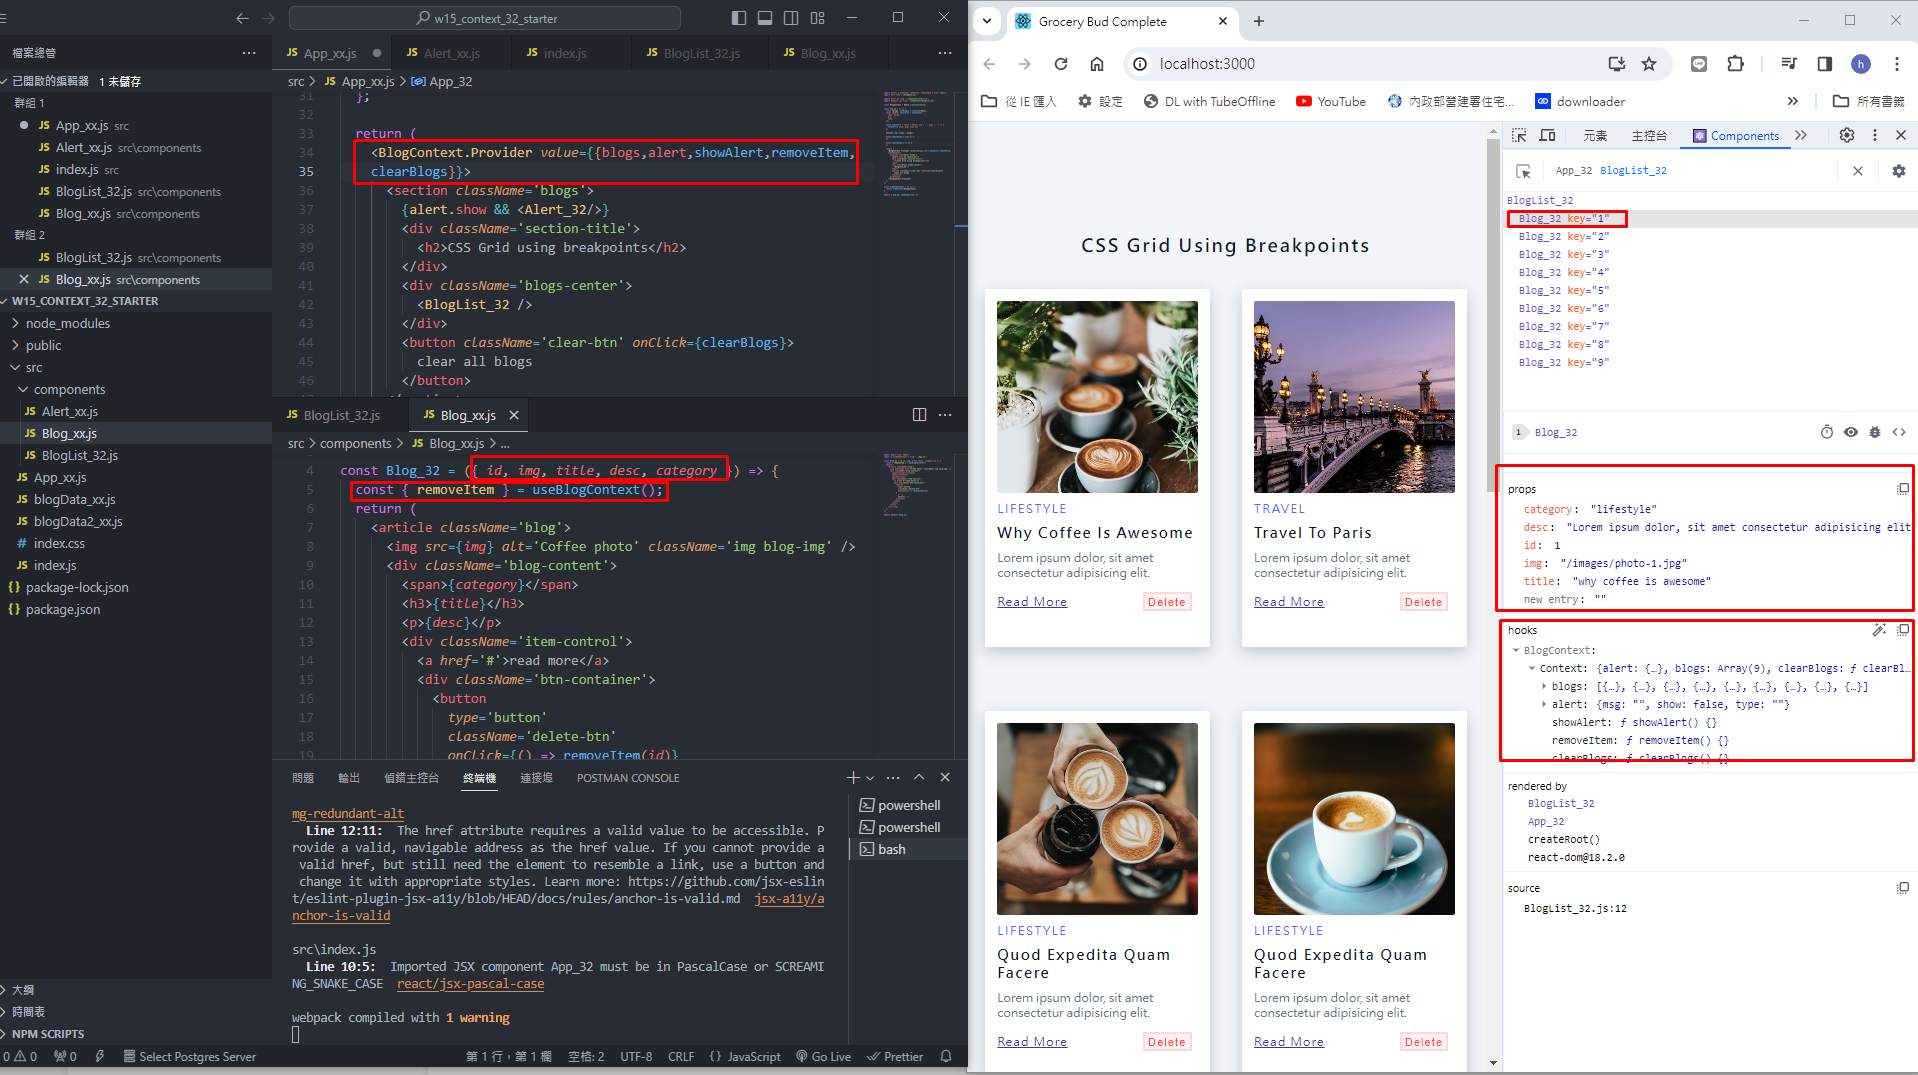 w15_context_32_starter
檔案總管
已開啟的編輯器 1 未儲存
群組 1
JS App_xx.js src
JS Alert_xx.js src\components
JS index.js src
JS BlogList_32.js src\components
JS Blog_xx.js src\components
群組 2
JS BlogList_32.js src\components
JS Blog_xx.js src\components
W15_CONTEXT_32_STARTER
node_modules
public
src
components
JS Alert_xx.js
JS Blog_xx.js
JS BlogList_32.js
JS App_xx.js
JS blogData_xx.js
JS blogData2_xx.js
# index.css
JS index.js
{} package-lock.json
{} package.json
大綱
時間表
NPM SCRIPTS
JS App_xx.js
JS Alert_xx.js
JS index.js
JS BlogList_32.js
JS Blog_xx.js
src > JS App_xx.js > App_32
31 };
32
33 return (
34 <BlogContext.Provider value={{blogs,alert,showAlert,removeItem,
35 clearBlogs}}>
36 <section className='blogs'>
37 {alert.show && <Alert_32/>}
38 <div className='section-title'>
39 <h2>CSS Grid using breakpoints</h2>
40 </div>
41 <div className='blogs-center'>
42 <BlogList_32 />
43 </div>
44 <button className='clear-btn' onClick={clearBlogs}>
45 clear all blogs
46 </button>
JS BlogList_32.js
JS Blog_xx.js
src > components > JS Blog_xx.js > ...
4 const Blog_32 = ({ id, img, title, desc, category }) => {
5 const { removeItem } = useBlogContext();
6 return (
7 <article className='blog'>
8 <img src={img} alt='Coffee photo' className='img blog-img' />
9 <div className='blog-content'>
10 <span>{category}</span>
11 <h3>{title}</h3>
12 <p>{desc}</p>
13 <div className='item-control'>
14 <a href='#'>read more</a>
15 <div className='btn-container'>
16 <button
17 type='button'
18 className='delete-btn'
19 onClick={() => removeItem(id)}
問題 輸出 偵錯主控台 終端機 連接埠 POSTMAN CONSOLE
mg-redundant-alt
Line 12:11: The href attribute requires a valid value to be accessible. P
rovide a valid, navigable address as the href value. If you cannot provide a
valid href, but still need the element to resemble a link, use a button and
change it with appropriate styles. Learn more: https://github.com/jsx-eslin
t/eslint-plugin-jsx-a11y/blob/HEAD/docs/rules/anchor-is-valid.md jsx-a11y/a
nchor-is-valid
src\index.js
Line 10:5: Imported JSX component App_32 must be in PascalCase or SCREAMI
NG_SNAKE_CASE react/jsx-pascal-case
webpack compiled with 1 warning
powershell
powershell
bash
0 0 0 Select Postgres Server 第 1 行，第 1 欄 空格: 2 UTF-8 CRLF {} JavaScript Go Live Prettier
Grocery Bud Complete
localhost:3000
h
從 IE 匯入 設定 DL with TubeOffline YouTube 內政部營建署住宅... downloader 所有書籤
CSS Grid Using Breakpoints
LIFESTYLE
Why Coffee Is Awesome
Lorem ipsum dolor, sit amet
consectetur adipisicing elit.
Read More Delete
TRAVEL
Travel To Paris
Lorem ipsum dolor, sit amet
consectetur adipisicing elit.
Read More Delete
LIFESTYLE
Quod Expedita Quam
Facere
Lorem ipsum dolor, sit amet
consectetur adipisicing elit.
Read More Delete
LIFESTYLE
Quod Expedita Quam
Facere
Lorem ipsum dolor, sit amet
consectetur adipisicing elit.
Read More Delete
元素 主控台 Components
App_32 BlogList_32
BlogList_32
Blog_32 key="1"
Blog_32 key="2"
Blog_32 key="3"
Blog_32 key="4"
Blog_32 key="5"
Blog_32 key="6"
Blog_32 key="7"
Blog_32 key="8"
Blog_32 key="9"
1 Blog_32
props
category: "lifestyle"
desc: "Lorem ipsum dolor, sit amet consectetur adipisicing elit
id: 1
img: "/images/photo-1.jpg"
title: "why coffee is awesome"
new entry: ""
hooks
BlogContext:
Context: {alert: {…}, blogs: Array(9), clearBlogs: ƒ clearBl…
blogs: [{…}, {…}, {…}, {…}, {…}, {…}, {…}, {…}, {…}]
alert: {msg: "", show: false, type: ""}
showAlert: ƒ showAlert() {}
removeItem: ƒ removeItem() {}
clearBlogs: ƒ clearBlogs() {}
rendered by
BlogList_32
App_32
createRoot()
react-dom@18.2.0
source
BlogList_32.js:12